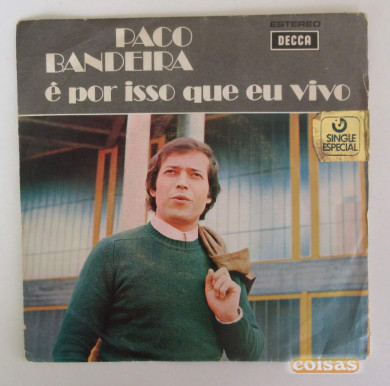 PACO
BANDEIRA
ESTEREO
DECCA
é por isso que eu vivo
SINGLE
ESPECIAL
coisas